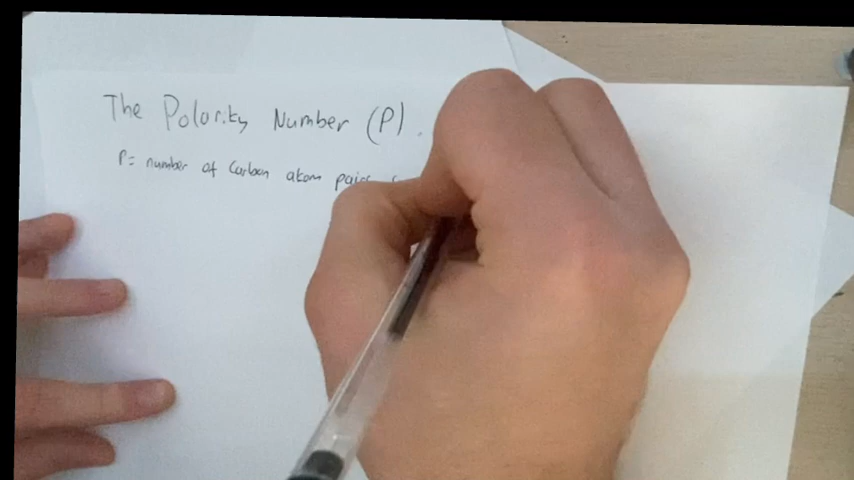 The Polarity Number (P).
P= number of Carbon atom pairs